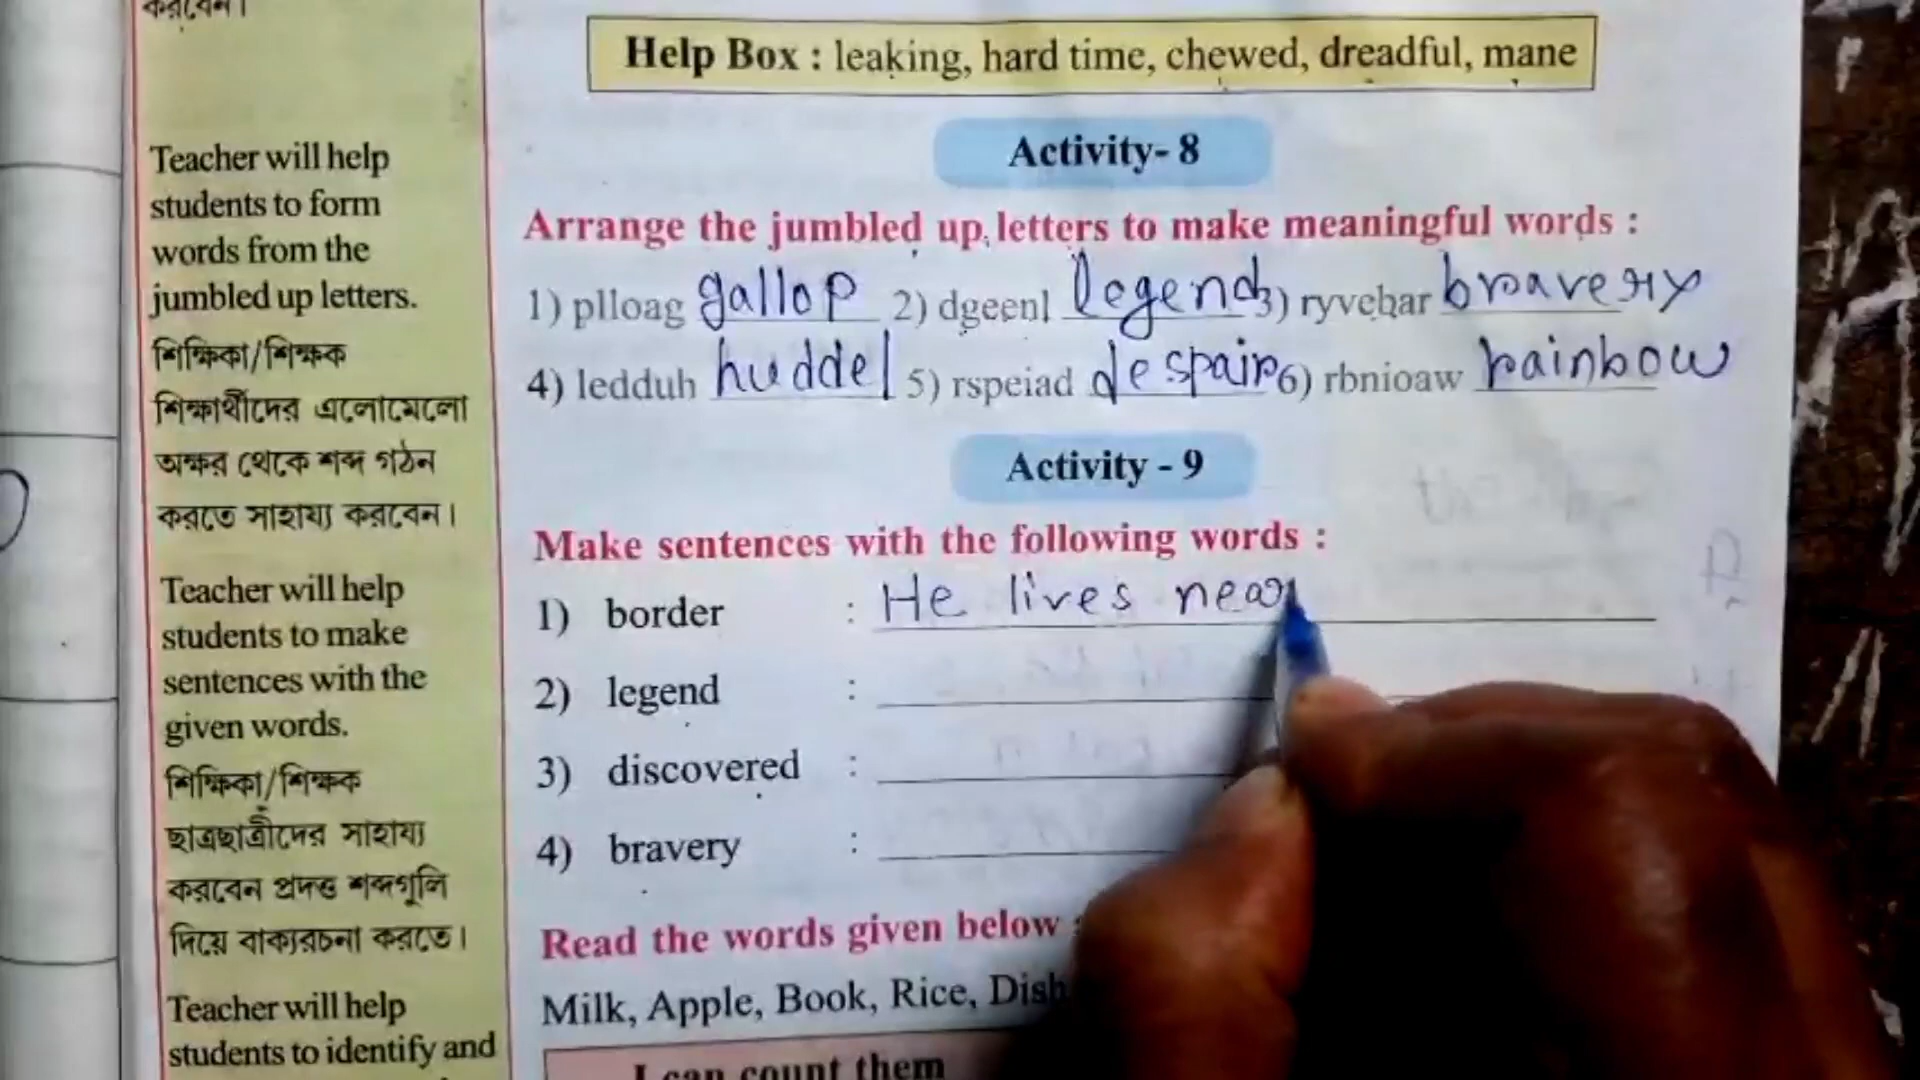 করবেন।
Help Box : leaking, hard time, chewed, dreadful, mane
Activity- 8
Arrange the jumbled up letters to make meaningful words :
1) plloag gallop 2) dgeenl legend 3) ryvebar bravery
4) ledduh huddel 5) rspeiad despair 6) rbnioaw rainbow
Teacher will help
students to form
words from the
jumbled up letters.
শিক্ষিকা/শিক্ষক
শিক্ষার্থীদের এলোমেলো
অক্ষর থেকে শব্দ গঠন
করতে সাহায্য করবেন।
Activity - 9
Make sentences with the following words :
1) border : He lives near
2) legend :
3) discovered :
4) bravery :
Teacher will help
students to make
sentences with the
given words.
শিক্ষিকা/শিক্ষক
ছাত্রছাত্রীদের সাহায্য
করবেন প্রদত্ত শব্দগুলি
দিয়ে বাক্যরচনা করতে।
Read the words given below
Milk, Apple, Book, Rice, Dish
I can count them
Teacher will help
students to identify and